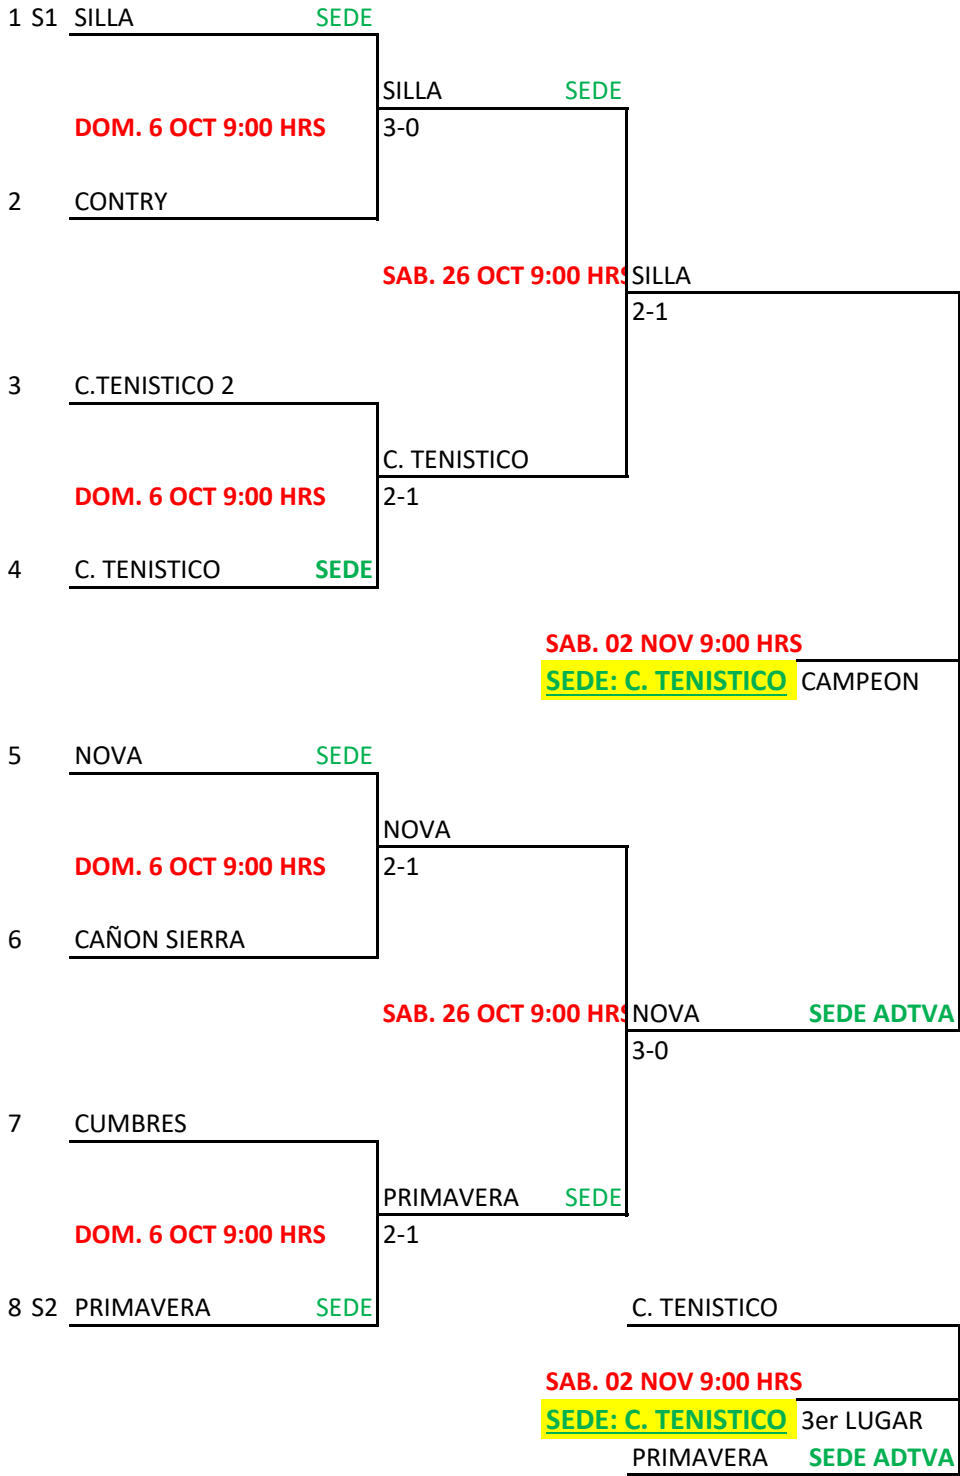 1 S1 SILLA SEDE
SILLA SEDE
DOM. 6 OCT 9:00 HRS 3-0
2 CONTRY
SAB. 26 OCT 9:00 HRS SILLA
2-1
3 C.TENISTICO 2
C. TENISTICO
DOM. 6 OCT 9:00 HRS 2-1
4 C. TENISTICO SEDE
SAB. 02 NOV 9:00 HRS
SEDE: C. TENISTICO CAMPEON
5 NOVA SEDE
NOVA
DOM. 6 OCT 9:00 HRS 2-1
6 CAÑON SIERRA
SAB. 26 OCT 9:00 HRS NOVA SEDE ADTVA
3-0
7 CUMBRES
PRIMAVERA SEDE
DOM. 6 OCT 9:00 HRS 2-1
8 S2 PRIMAVERA SEDE C. TENISTICO
SAB. 02 NOV 9:00 HRS
SEDE: C. TENISTICO 3er LUGAR
PRIMAVERA SEDE ADTVA